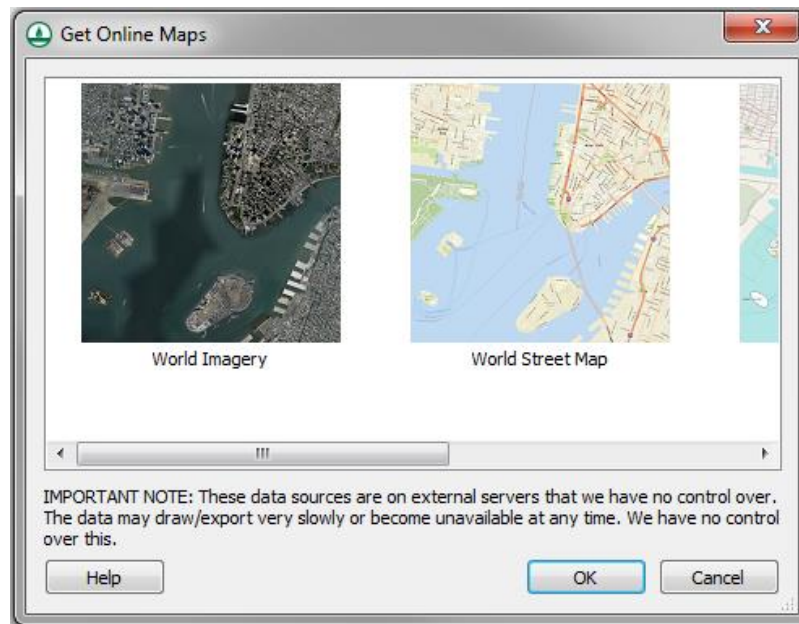 Get Online Maps
World Imagery
World Street Map
IMPORTANT NOTE: These data sources are on external servers that we have no control over.
The data may draw/export very slowly or become unavailable at any time. We have no control
over this.
Help
OK
Cancel